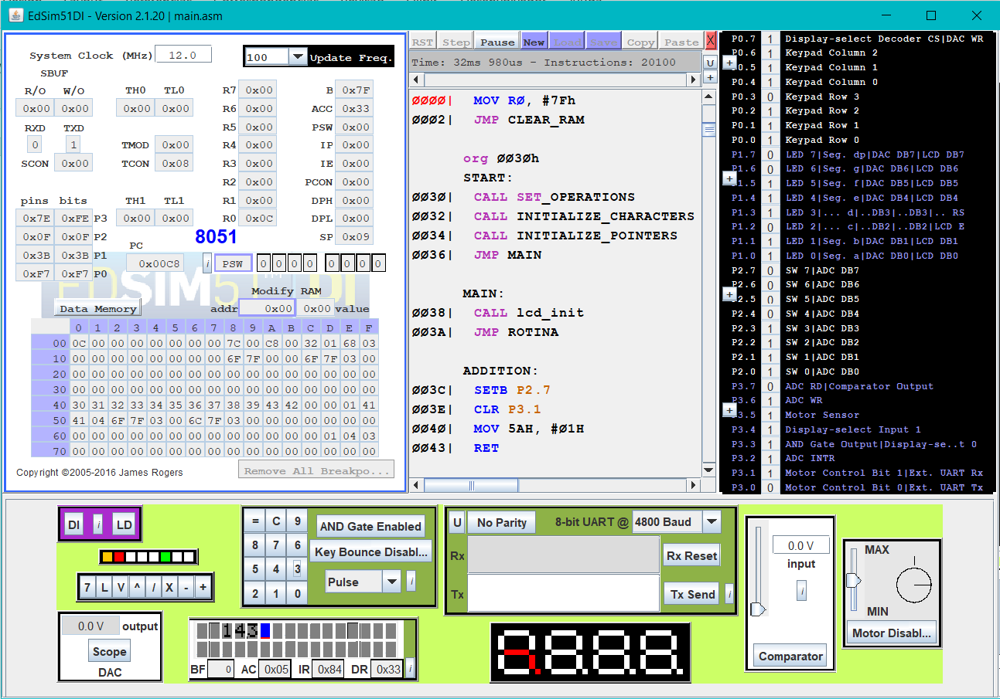 EdSim51DI - Version 2.1.20 | main.asm
System Clock (MHz) 12.0
100 Update Freq.
SBUF
R/O W/O TH0 TL0 R7 0x00 B 0x7F
0x00 0x00 0x00 0x00 R6 0x00 ACC 0x33
RXD TXD R5 0x00 PSW 0x00
0 1 TMOD 0x00 R4 0x00 IP 0x00
SCON 0x00 TCON 0x08 R3 0x00 IE 0x00
R2 0x00 PCON 0x00
pins bits TH1 TL1 R1 0x00 DPH 0x00
0x7E 0xFE P3 0x00 0x00 R0 0x0C DPL 0x00
0x0F 0x0F P2 8051 SP 0x09
0x3B 0x3B P1 PC
0xF7 0xF7 P0 0x00C8 i PSW 0 0 0 0 0 0 0 0
EDSIM51DI
TM
Modify RAM
Data Memory addr 0x00 0x00 value
0 1 2 3 4 5 6 7 8 9 A B C D E F
00 0C 00 00 00 00 00 00 00 7C 00 C8 00 32 01 68 03
10 00 00 00 00 00 00 00 00 6F 7F 00 00 6F 7F 03 00
20 00 00 00 00 00 00 00 00 00 00 00 00 00 00 00 00
30 00 00 00 00 00 00 00 00 00 00 00 00 00 00 00 00
40 30 31 32 33 34 35 36 37 38 39 43 42 00 00 01 41
50 41 04 6F 7F 03 00 6C 7F 03 00 00 00 00 00 00 00
60 00 00 00 00 00 00 00 00 00 00 00 00 00 01 04 03
70 00 00 00 00 00 00 00 00 00 00 00 00 00 00 00 00
Copyright ©2005-2016 James Rogers Remove All Breakpo...
RST Step Pause New Load Save Copy Paste X
Time: 32ms 980us - Instructions: 20100 U
+
0000| MOV R0, #7Fh
0002| JMP CLEAR_RAM
org 0030h
START:
0030| CALL SET_OPERATIONS
0032| CALL INITIALIZE_CHARACTERS
0034| CALL INITIALIZE_POINTERS
0036| JMP MAIN
MAIN:
0038| CALL lcd_init
003A| JMP ROTINA
ADDITION:
003C| SETB P2.7
003E| CLR P3.1
0040| MOV 5AH, #01H
0043| RET
P0.7 1 Display-select Decoder CS|DAC WR
P0.6 1 Keypad Column 2
+ P0.5 1 Keypad Column 1
P0.4 1 Keypad Column 0
P0.3 0 Keypad Row 3
P0.2 1 Keypad Row 2
P0.1 1 Keypad Row 1
P0.0 1 Keypad Row 0
P1.7 0 LED 7|Seg. dp|DAC DB7|LCD DB7
P1.6 0 LED 6|Seg. g|DAC DB6|LCD DB6
+ P1.5 1 LED 5|Seg. f|DAC DB5|LCD DB5
P1.4 1 LED 4|Seg. e|DAC DB4|LCD DB4
P1.3 1 LED 3|... d|..DB3|..DB3|.. RS
P1.2 0 LED 2|... c|..DB2|..DB2|LCD E
P1.1 1 LED 1|Seg. b|DAC DB1|LCD DB1
P1.0 1 LED 0|Seg. a|DAC DB0|LCD DB0
P2.7 0 SW 7|ADC DB7
P2.6 0 SW 6|ADC DB6
+ P2.5 0 SW 5|ADC DB5
P2.4 0 SW 4|ADC DB4
P2.3 1 SW 3|ADC DB3
P2.2 1 SW 2|ADC DB2
P2.1 1 SW 1|ADC DB1
P2.0 1 SW 0|ADC DB0
P3.7 0 ADC RD|Comparator Output
P3.6 1 ADC WR
+ P3.5 1 Motor Sensor
P3.4 1 Display-select Input 1
P3.3 1 AND Gate Output|Display-se..t 0
P3.2 1 ADC INTR
P3.1 1 Motor Control Bit 1|Ext. UART Rx
P3.0 0 Motor Control Bit 0|Ext. UART Tx
DI i LD
7 L V ^ / X - +
0.0 V output
Scope
DAC
= C 9
8 7 6
5 4 3
2 1 0
AND Gate Enabled
Key Bounce Disabl...
Pulse i
143
BF 0 AC 0x05 IR 0x84 DR 0x33 i
U No Parity 8-bit UART @ 4800 Baud
Rx Rx Reset
Tx Tx Send i
8.8.8.8.
0.0 V
input
i
Comparator
MAX
MIN
Motor Disabl...